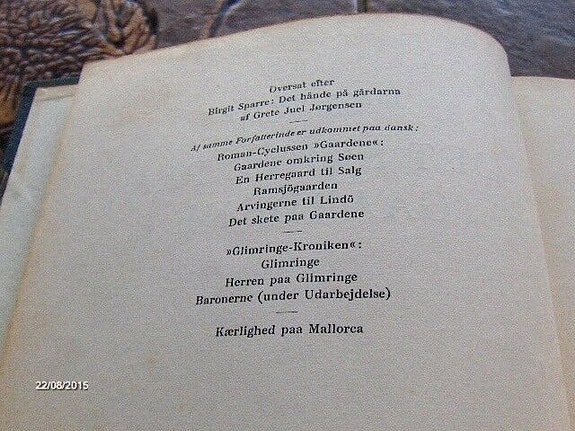 Oversat efter
Birgit Sparre: Det hände på gårdarna
af Grete Juel Jørgensen
Af samme Forfatterinde er udkommet paa dansk:
Roman-Cyclussen »Gaardene«:
Gaardene omkring Søen
En Herregaard til Salg
Ramsjögaarden
Arvingerne til Lindö
Det skete paa Gaardene
»Glimringe-Kroniken«:
Glimringe
Herren paa Glimringe
Baronerne (under Udarbejdelse)
Kærlighed paa Mallorca
22/08/2015